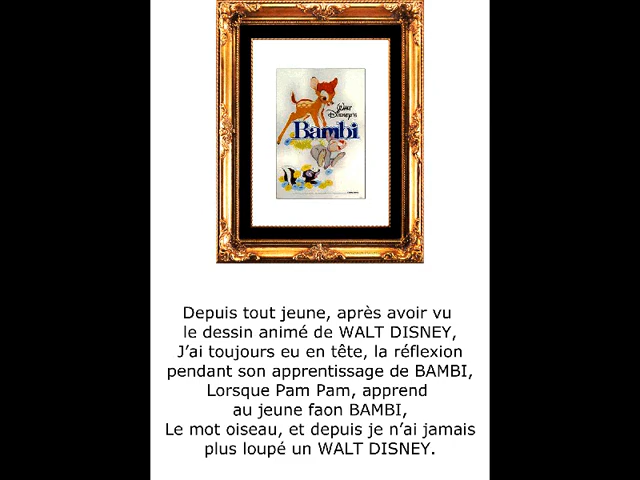 Walt
Disney's
Bambi
Depuis tout jeune, après avoir vu
le dessin animé de WALT DISNEY,
J'ai toujours eu en tête, la réflexion
pendant son apprentissage de BAMBI,
Lorsque Pam Pam, apprend
au jeune faon BAMBI,
Le mot oiseau, et depuis je n'ai jamais
plus loupé un WALT DISNEY.